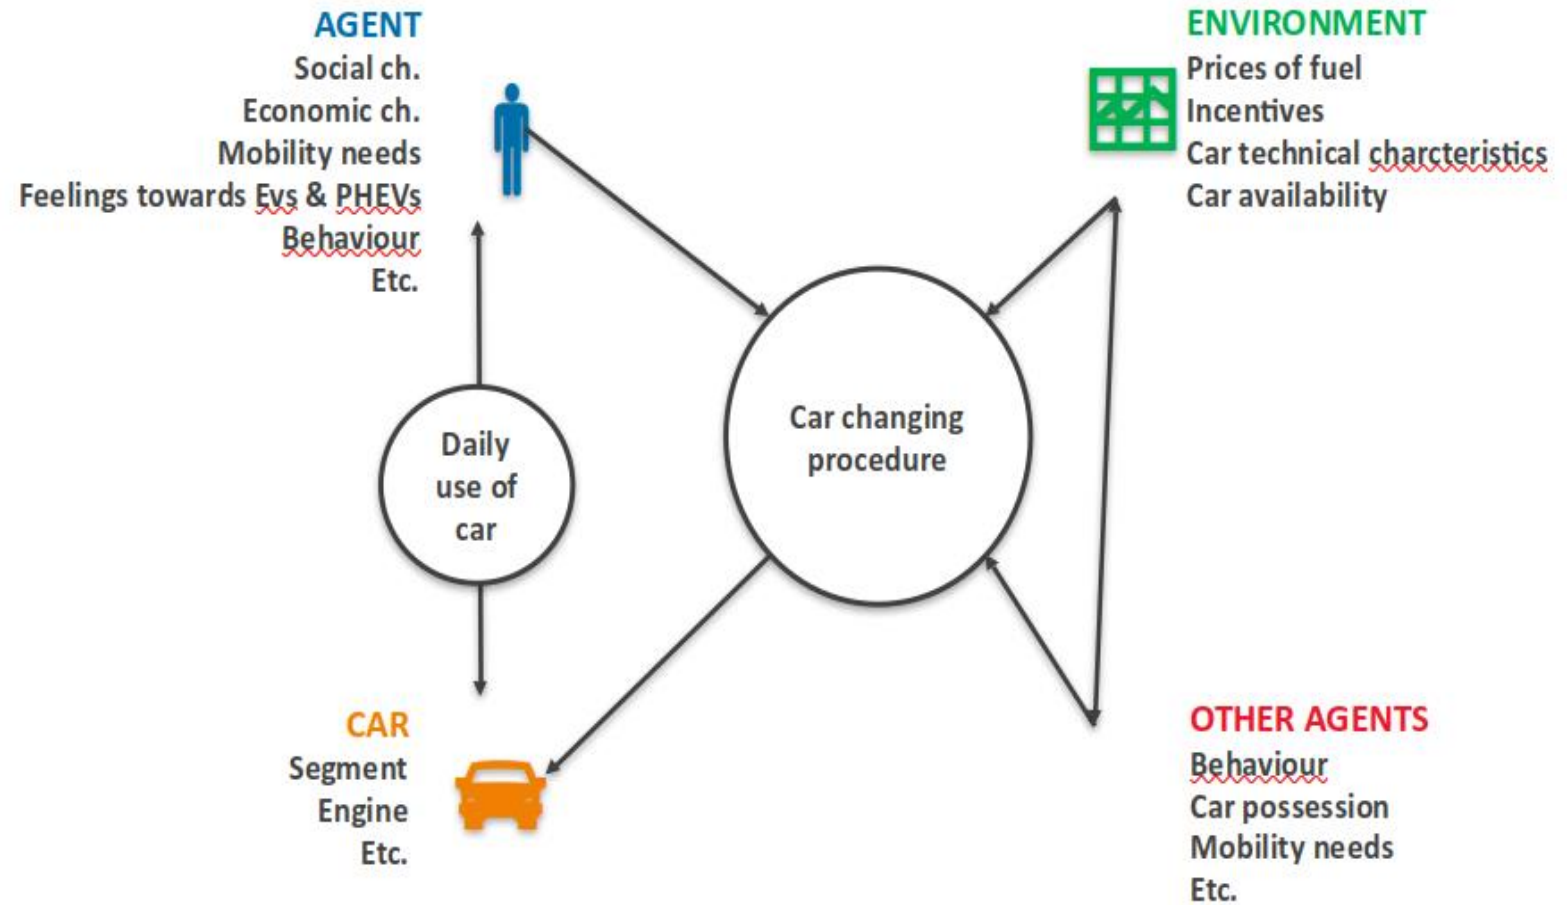 AGENT
Social ch.
Economic ch.
Mobility needs
Feelings towards Evs & PHEVs
Behaviour
Etc.
ENVIRONMENT
Prices of fuel
Incentives
Car technical charcteristics
Car availability
Daily
use of
car
Car changing
procedure
CAR
Segment
Engine
Etc.
OTHER AGENTS
Behaviour
Car possession
Mobility needs
Etc.